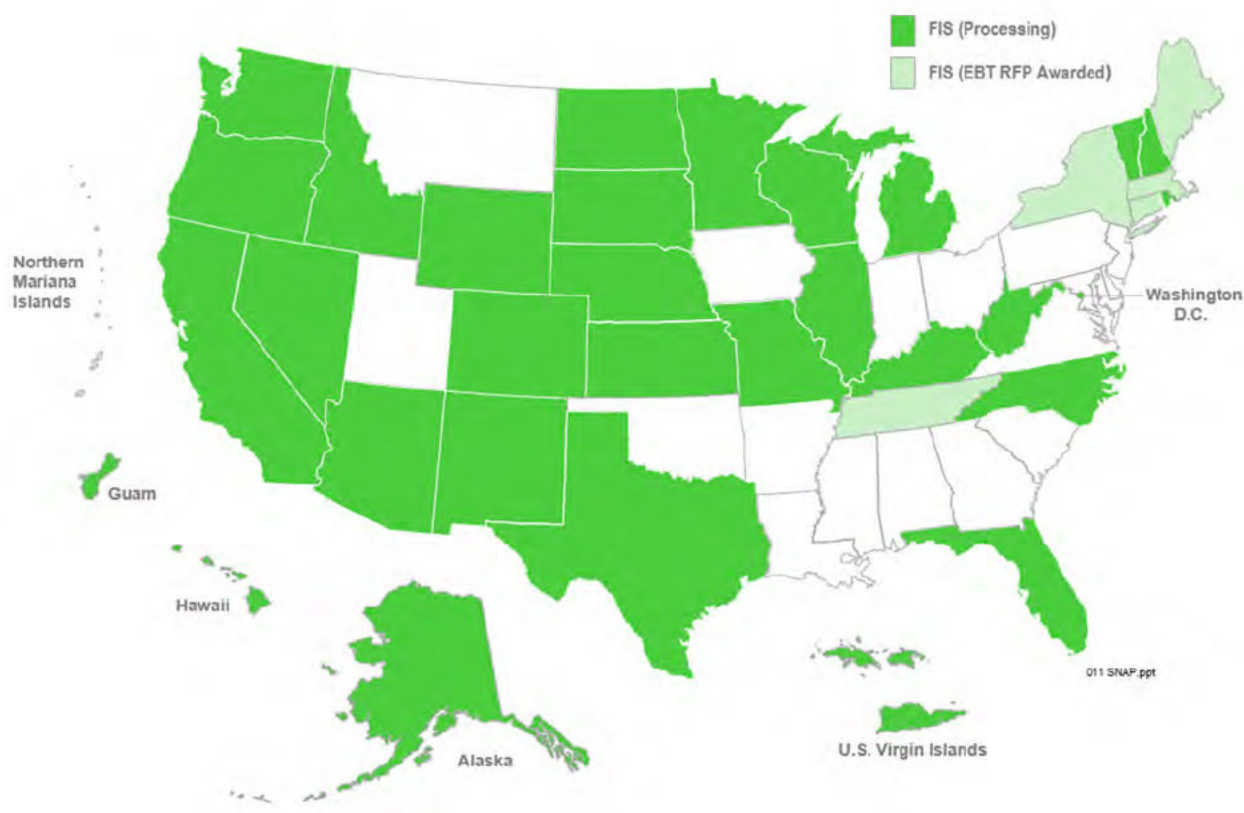 FIS (Processing)
FIS (EBT RFP Awarded)
Northern
Mariana
Islands
Washington
D.C.
Guam
Hawaii
Alaska
011 SNAP.ppt
U.S. Virgin Islands